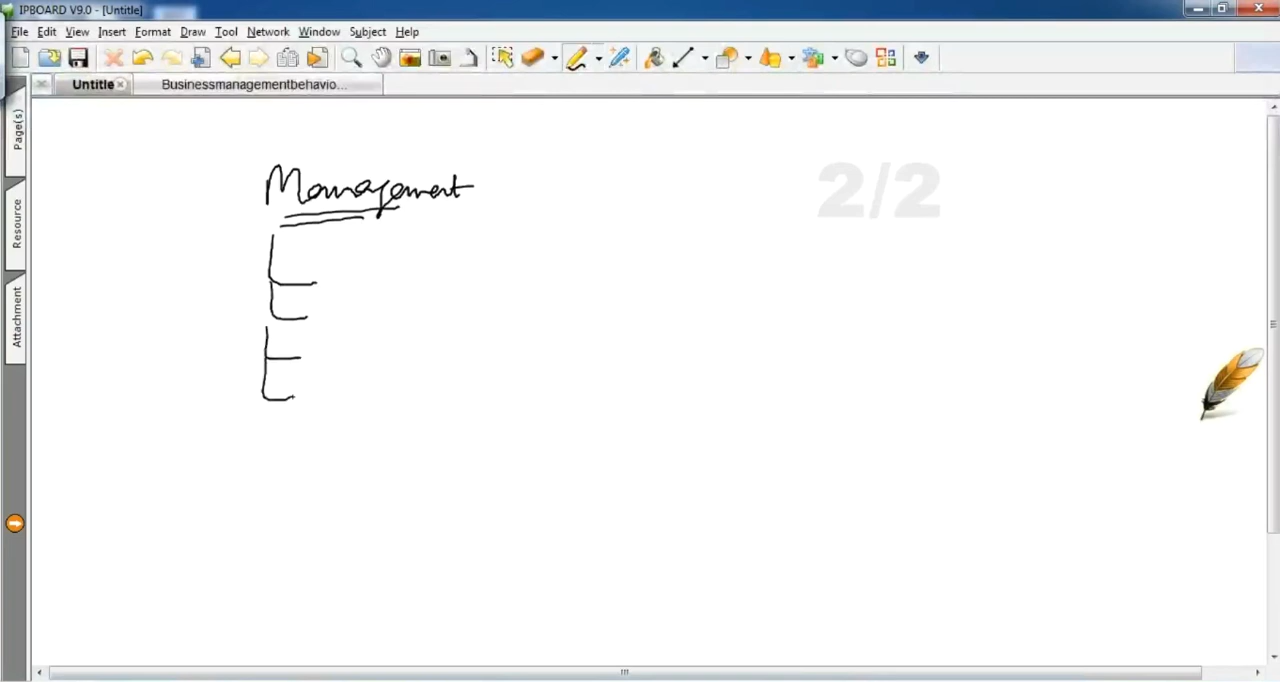 IPBOARD V9.0 - [Untitle]
File Edit View Insert Format Draw Tool Network Window Subject Help
Untitle Businessmanagementbehavio...
Page(s)
Resource
Attachment
2/2
Management
E
E